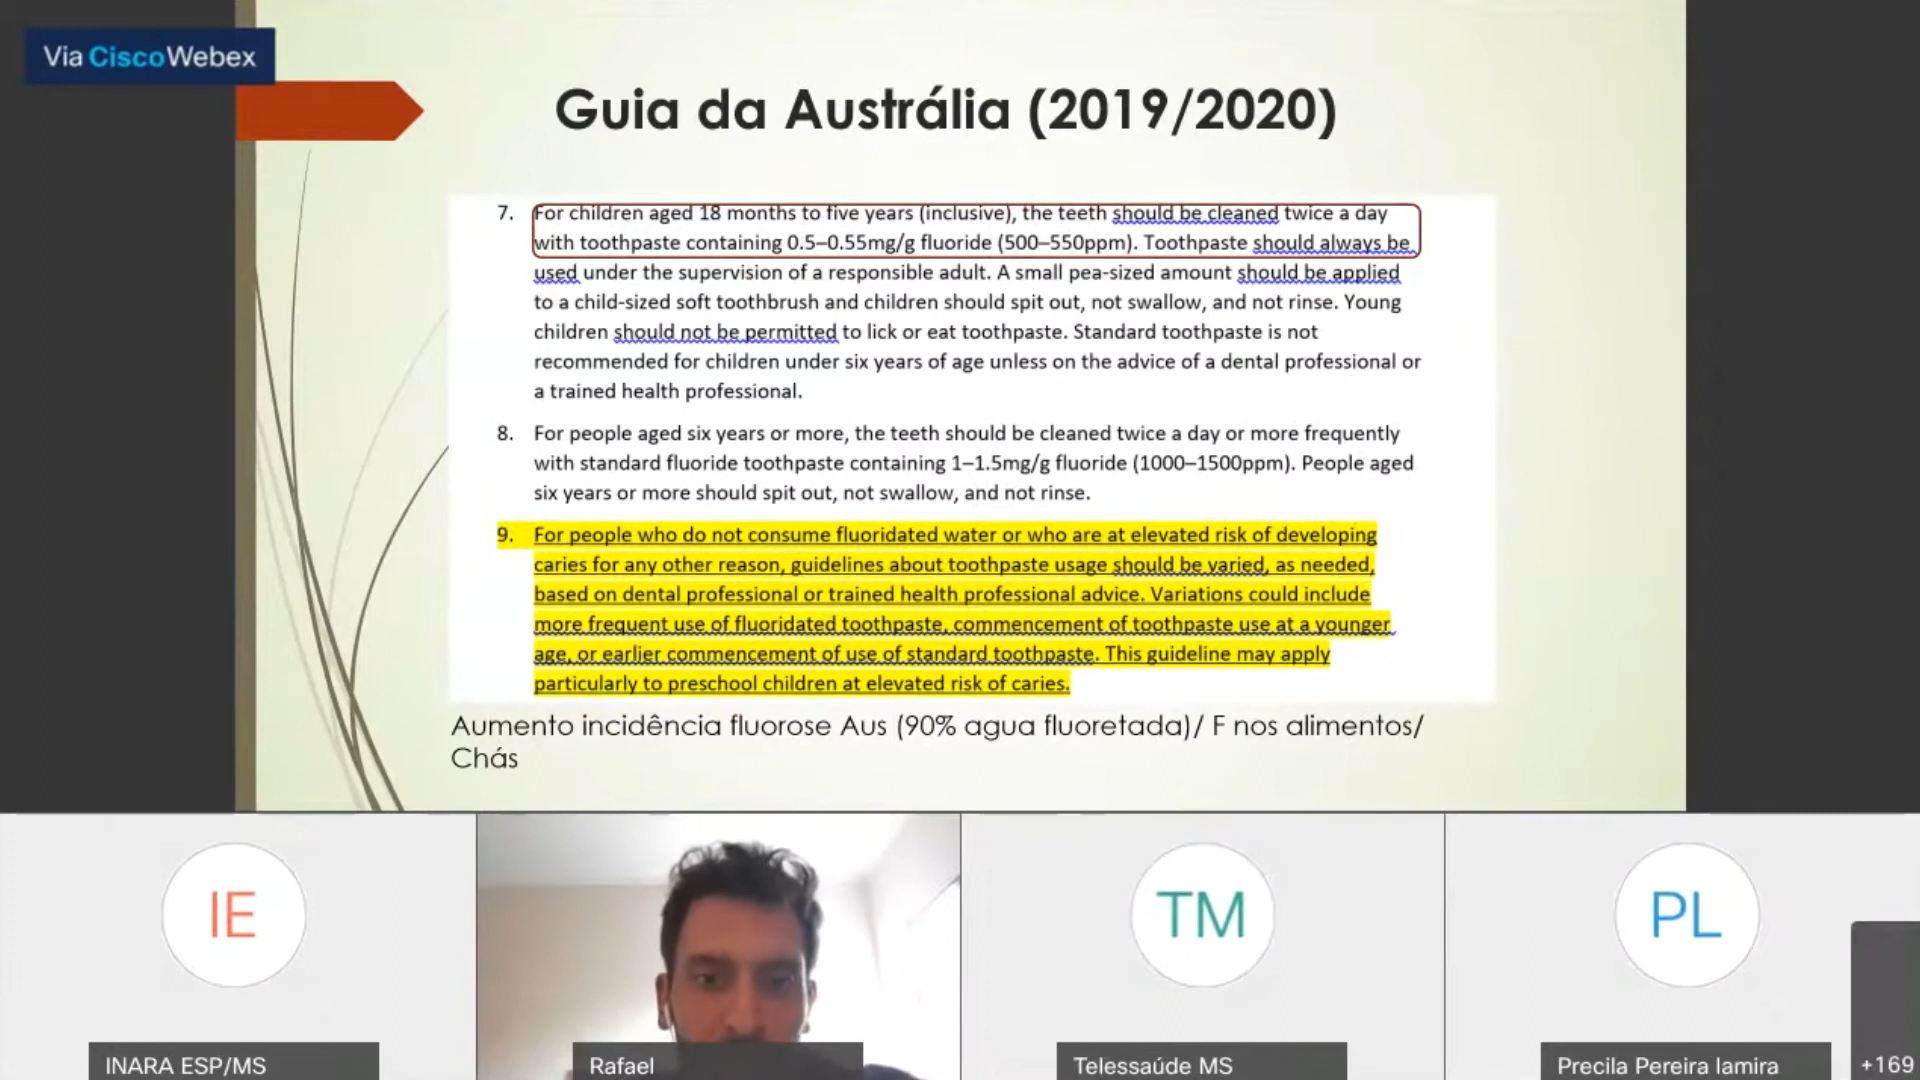 Via CiscoWebex
Guia da Austrália (2019/2020)
7. For children aged 18 months to five years (inclusive), the teeth should be cleaned twice a day
with toothpaste containing 0.5–0.55mg/g fluoride (500–550ppm). Toothpaste should always be
used under the supervision of a responsible adult. A small pea-sized amount should be applied
to a child-sized soft toothbrush and children should spit out, not swallow, and not rinse. Young
children should not be permitted to lick or eat toothpaste. Standard toothpaste is not
recommended for children under six years of age unless on the advice of a dental professional or
a trained health professional.
8. For people aged six years or more, the teeth should be cleaned twice a day or more frequently
with standard fluoride toothpaste containing 1–1.5mg/g fluoride (1000–1500ppm). People aged
six years or more should spit out, not swallow, and not rinse.
9. For people who do not consume fluoridated water or who are at elevated risk of developing
caries for any other reason, guidelines about toothpaste usage should be varied, as needed,
based on dental professional or trained health professional advice. Variations could include
more frequent use of fluoridated toothpaste, commencement of toothpaste use at a younger
age, or earlier commencement of use of standard toothpaste. This guideline may apply
particularly to preschool children at elevated risk of caries.
Aumento incidência fluorose Aus (90% agua fluoretada)/ F nos alimentos/
Chás
IE
TM
PL
INARA ESP/MS
Rafael
Telessaúde MS
Precila Pereira lamira
+169